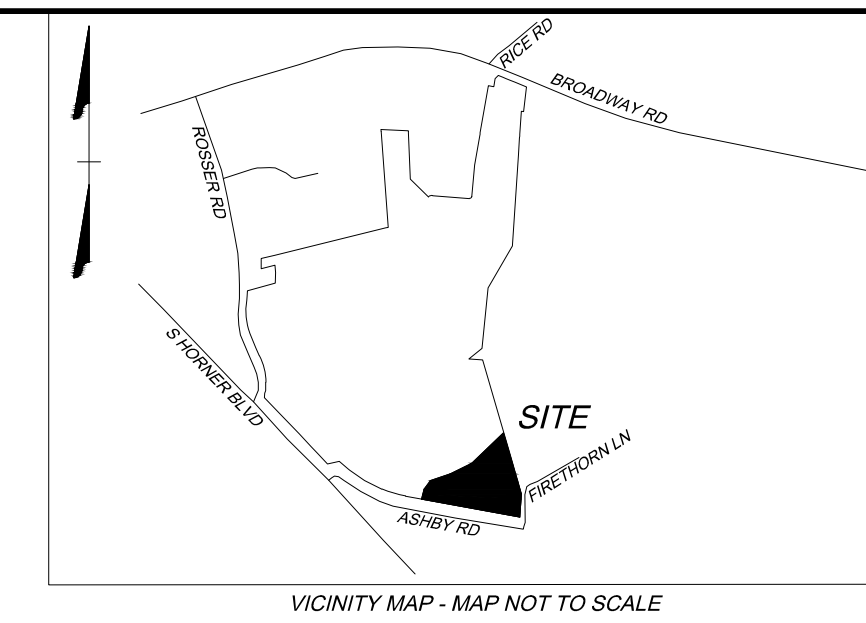 RICE RD
BROADWAY RD
ROSSER RD
S HORNER BLVD
SITE
FIRETHORN LN
ASHBY RD
VICINITY MAP - MAP NOT TO SCALE